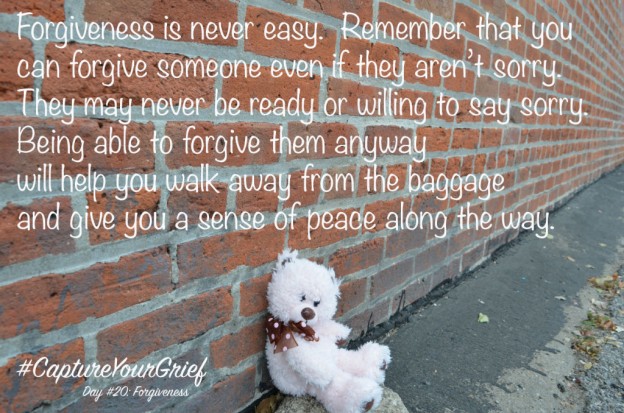 Forgiveness is never easy. Remember that you
can forgive someone even if they aren't sorry.
They may never be ready or willing to say sorry.
Being able to forgive them anyway
will help you walk away from the baggage
and give you a sense of peace along the way.
#CaptureYourGrief
Day #20: Forgiveness